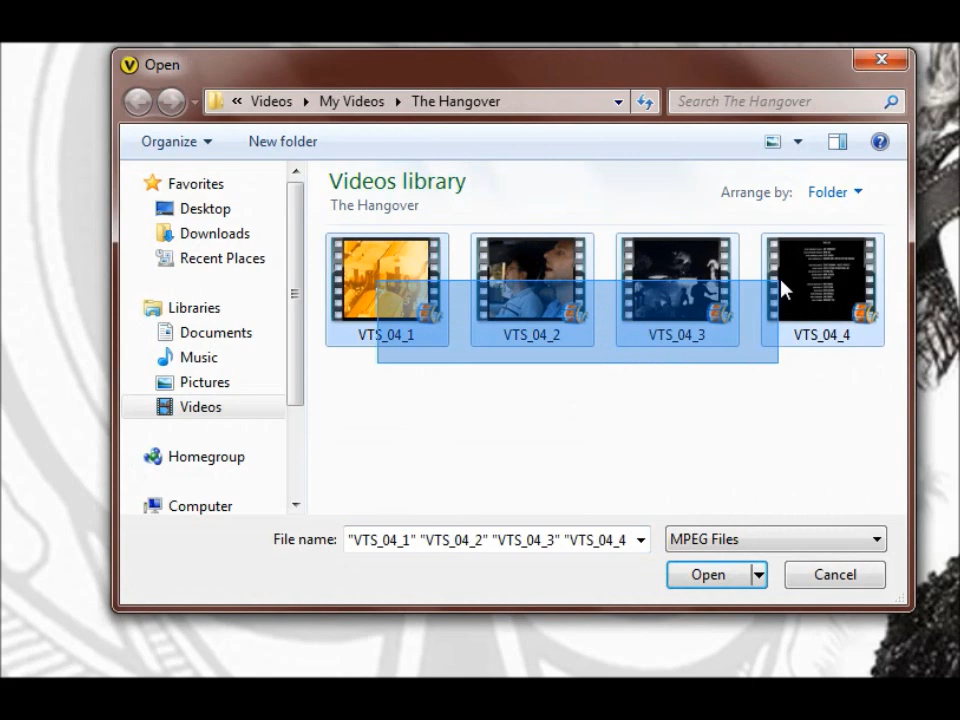 Open
« Videos My Videos The Hangover
Search The Hangover
Organize New folder
Videos library
The Hangover
Arrange by: Folder
Favorites
Desktop
Downloads
Recent Places
Libraries
Documents
Music
Pictures
Videos
Homegroup
Computer
VTS_04_1 VTS_04_2 VTS_04_3 VTS_04_4
File name: "VTS_04_1" "VTS_04_2" "VTS_04_3" "VTS_04_4
MPEG Files
Open Cancel